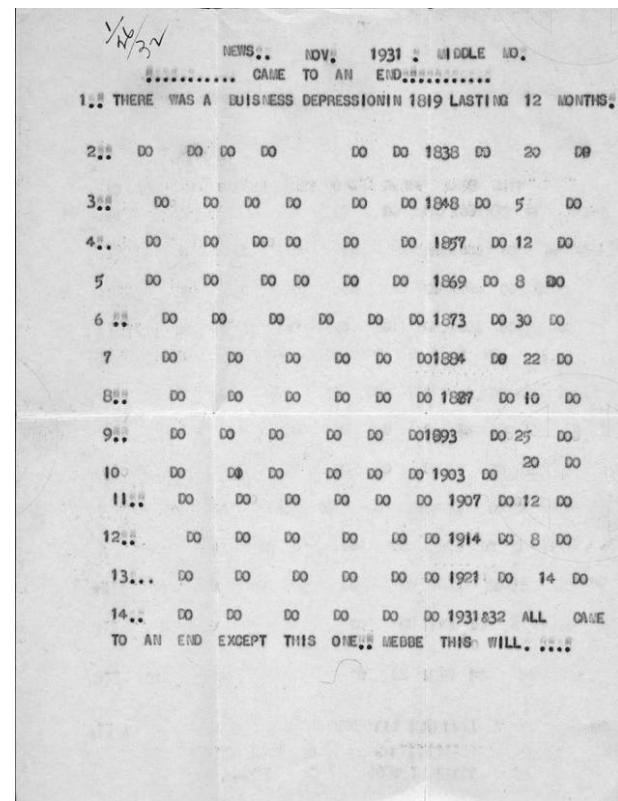 1/25/32
NEWS.. NOV. 1931 : MIDDLE MO.
............ CAME TO AN END............
1.. THERE WAS A BUISNESS DEPRESSIONIN 1819 LASTING 12 MONTHS.
2.. DO DO DO DO DO DO 1838 DO 20 DO
3.. DO DO DO DO DO DO 1848 DO 5 DO
4.. DO DO DO DO DO DO 1857 DO 12 DO
5 DO DO DO DO DO DO 1869 DO 8 DO
6 .. DO DO DO DO DO DO 1873 DO 30 DO
7 DO DO DO DO DO DO1884 DO 22 DO
8.. DO DO DO DO DO DO 1887 DO 10 DO
9.. DO DO DO DO DO DO1893 DO 25 DO
10 DO DO DO DO DO DO 1903 DO 20 DO
11.. DO DO DO DO DO DO 1907 DO 12 DO
12.. DO DO DO DO DO DO 1914 DO 8 DO
13... DO DO DO DO DO DO 1921 DO 14 DO
14.. DO DO DO DO DO DO 1931&32 ALL CAME
TO AN END EXCEPT THIS ONE.. MEBBE THIS WILL. ....